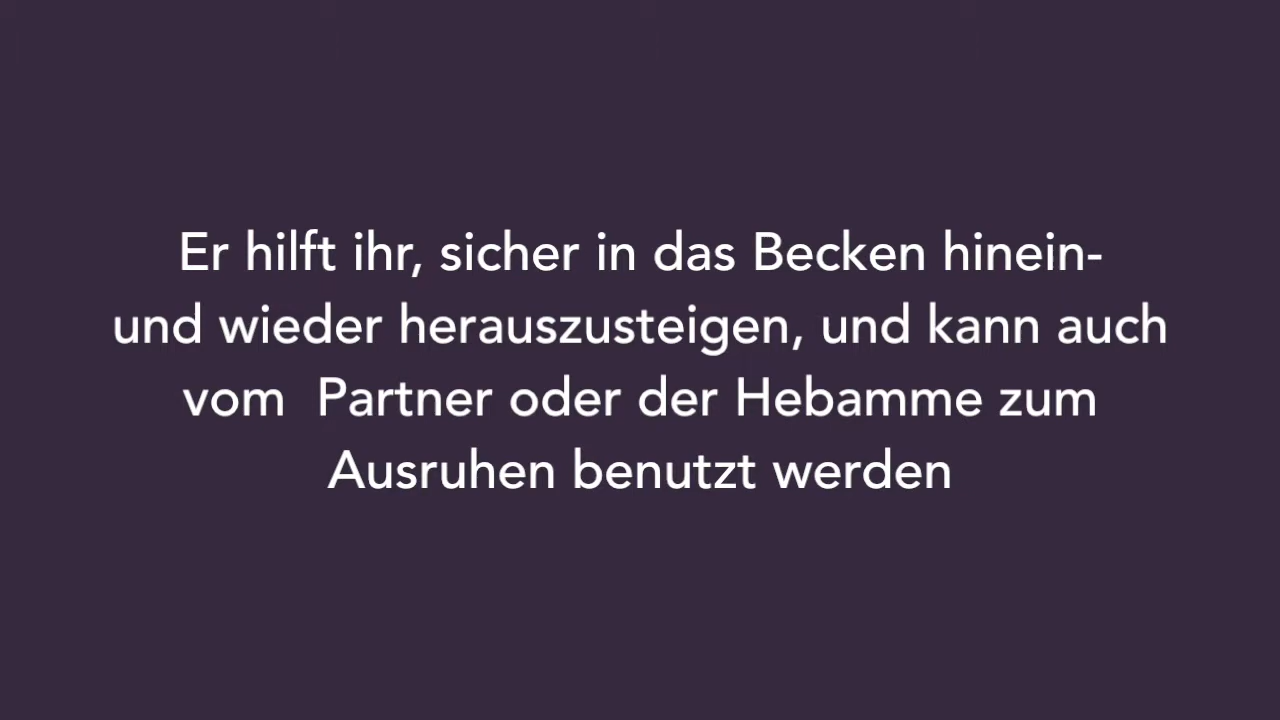 Er hilft ihr, sicher in das Becken hinein-
und wieder herauszusteigen, und kann auch
vom  Partner oder der Hebamme zum
Ausruhen benutzt werden